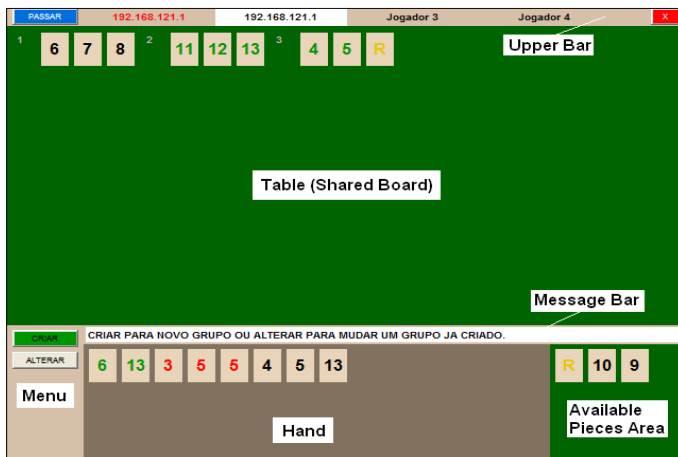 PASSAR 192.168.121.1 192.168.121.1 Jogador 3 Jogador 4 X
Upper Bar
1 6 7 8 2 11 12 13 3 4 5 R
Table (Shared Board)
Message Bar
CRIAR CRIAR PARA NOVO GRUPO OU ALTERAR PARA MUDAR UM GRUPO JA CRIADO.
ALTERAR 6 13 3 5 5 4 5 13 R 10 9
Menu
Hand
Available
Pieces Area